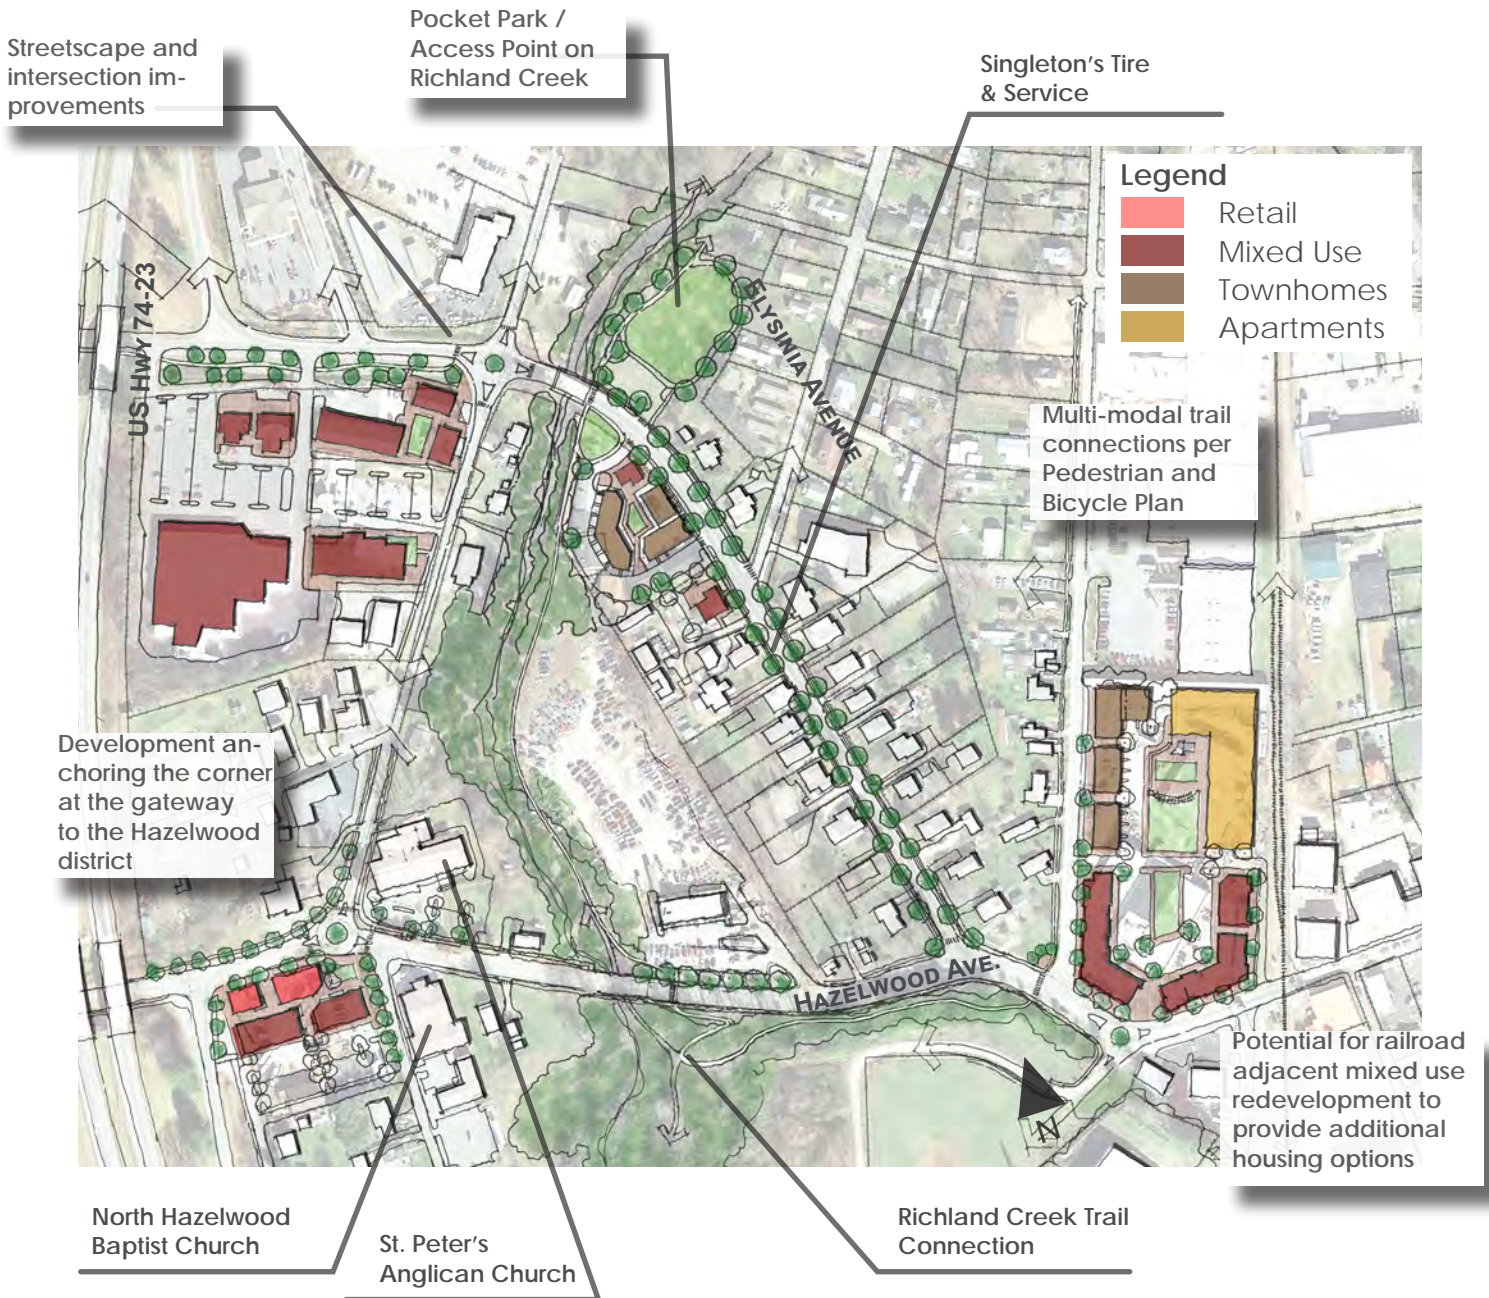 Pocket Park /
Access Point on
Richland Creek
Streetscape and
intersection im-
provements
Singleton's Tire
& Service
Legend
Retail
Mixed Use
Townhomes
Apartments
US Hwy 74-23
Elysinia Avenue
Multi-modal trail
connections per
Pedestrian and
Bicycle Plan
Development an-
choring the corner
at the gateway
to the Hazelwood
district
Hazelwood Ave.
N
Potential for railroad
adjacent mixed use
redevelopment to
provide additional
housing options
North Hazelwood
Baptist Church
St. Peter's
Anglican Church
Richland Creek Trail
Connection